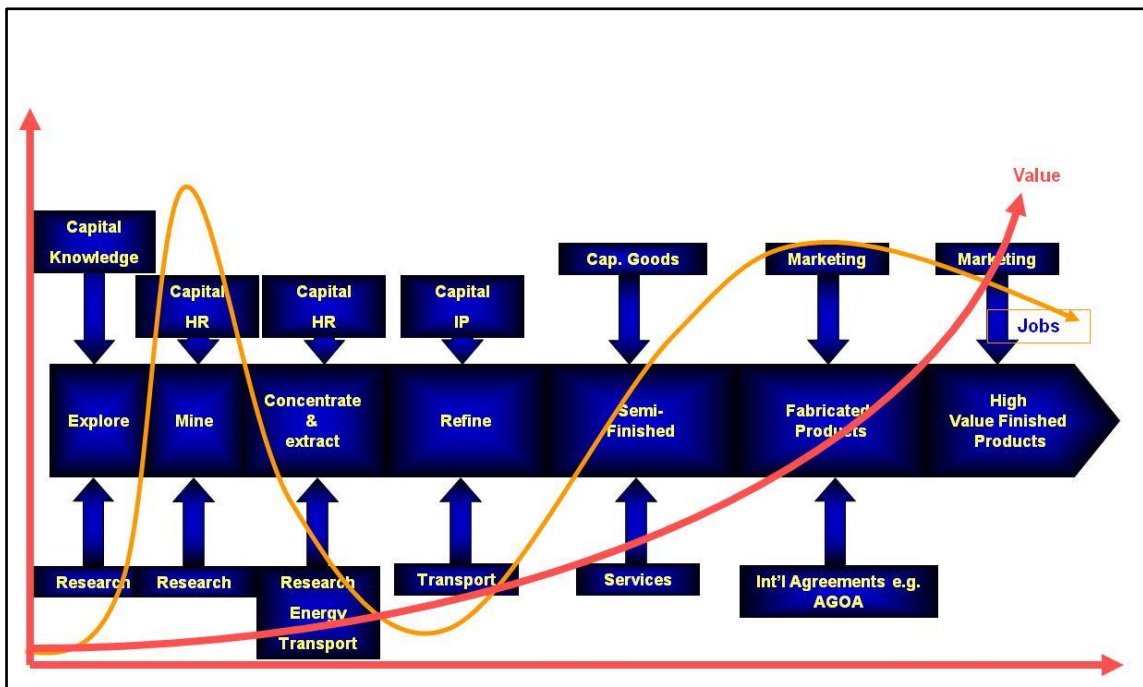 Value
Capital
Knowledge
Cap. Goods
Marketing
Marketing
Capital
HR
Capital
HR
Capital
IP
Jobs
Explore
Mine
Concentrate
&
extract
Refine
Semi-
Finished
Fabricated
Products
High
Value Finished
Products
Research
Research
Research
Energy
Transport
Transport
Services
Int'l Agreements e.g.
AGOA